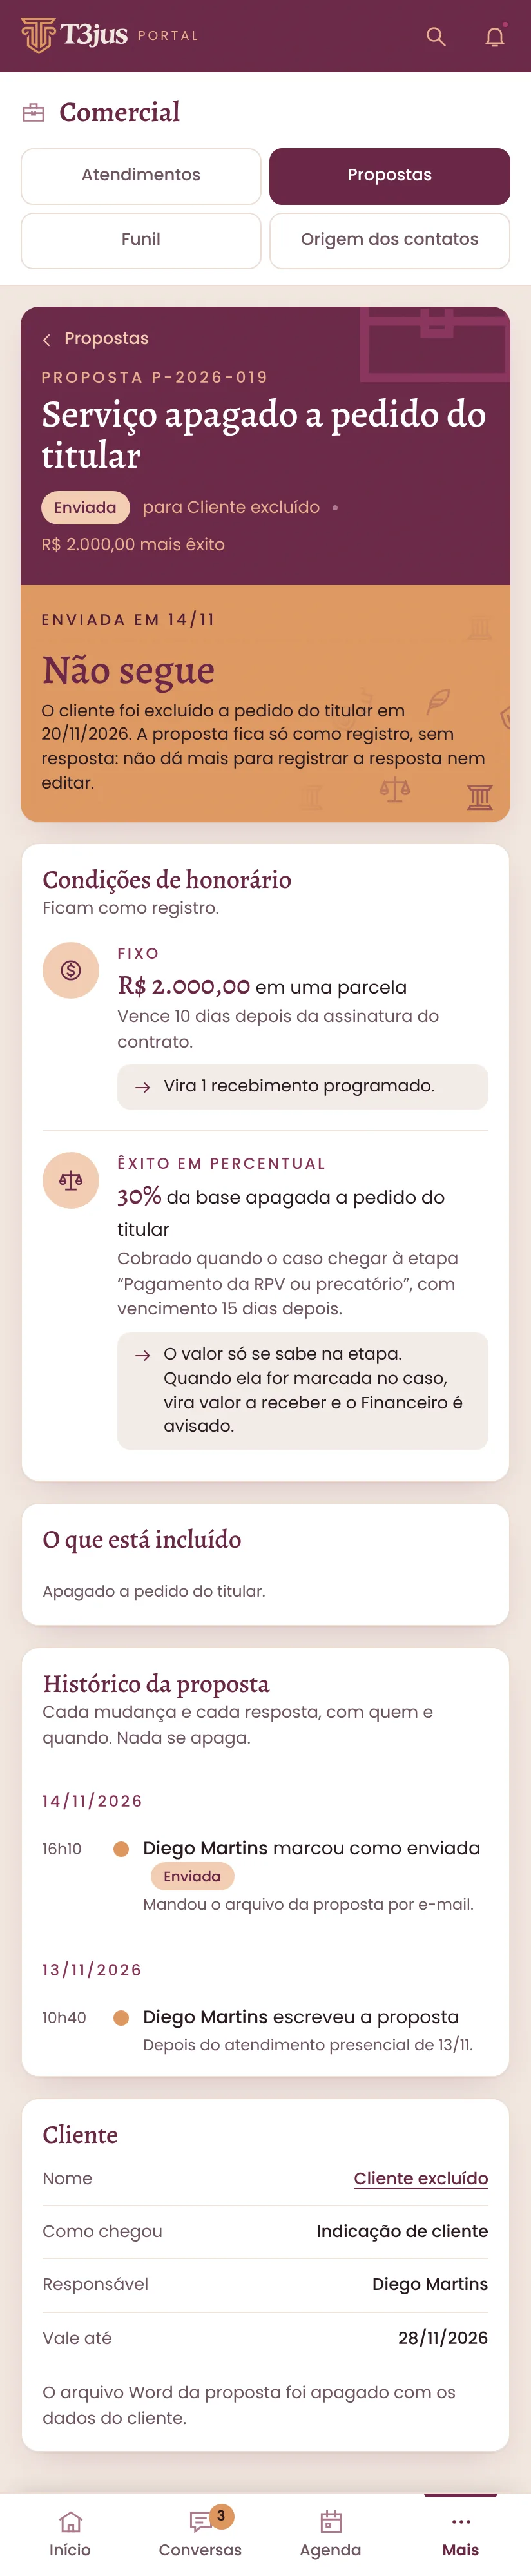 T3jus PORTAL
Comercial
Atendimentos
Propostas
Funil
Origem dos contatos
Propostas
PROPOSTA P-2026-019
Serviço apagado a pedido do
titular
Enviada para Cliente excluído •
R$ 2.000,00 mais êxito
ENVIADA EM 14/11
Não segue
O cliente foi excluído a pedido do titular em
20/11/2026. A proposta fica só como registro, sem
resposta: não dá mais para registrar a resposta nem
editar.
Condições de honorário
Ficam como registro.
FIXO
R$ 2.000,00 em uma parcela
Vence 10 dias depois da assinatura do
contrato.
→ Vira 1 recebimento programado.
ÊXITO EM PERCENTUAL
30% da base apagada a pedido do
titular
Cobrado quando o caso chegar à etapa
“Pagamento da RPV ou precatório”, com
vencimento 15 dias depois.
→ O valor só se sabe na etapa.
Quando ela for marcada no caso,
vira valor a receber e o Financeiro é
avisado.
O que está incluído
Apagado a pedido do titular.
Histórico da proposta
Cada mudança e cada resposta, com quem e
quando. Nada se apaga.
14/11/2026
16h10 Diego Martins marcou como enviada
Enviada
Mandou o arquivo da proposta por e-mail.
13/11/2026
10h40 Diego Martins escreveu a proposta
Depois do atendimento presencial de 13/11.
Cliente
Nome Cliente excluído
Como chegou Indicação de cliente
Responsável Diego Martins
Vale até 28/11/2026
O arquivo Word da proposta foi apagado com os
dados do cliente.
3
Início Conversas Agenda Mais